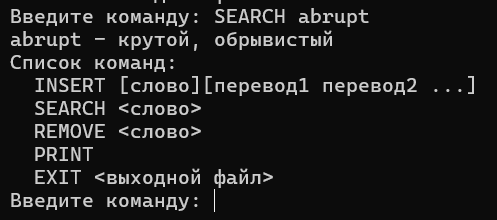 Введите команду: SEARCH abrupt
abrupt – крутой, обрывистый
Список команд:
INSERT [слово][перевод1 перевод2 ...]
SEARCH <слово>
REMOVE <слово>
PRINT
EXIT <выходной файл>
Введите команду: